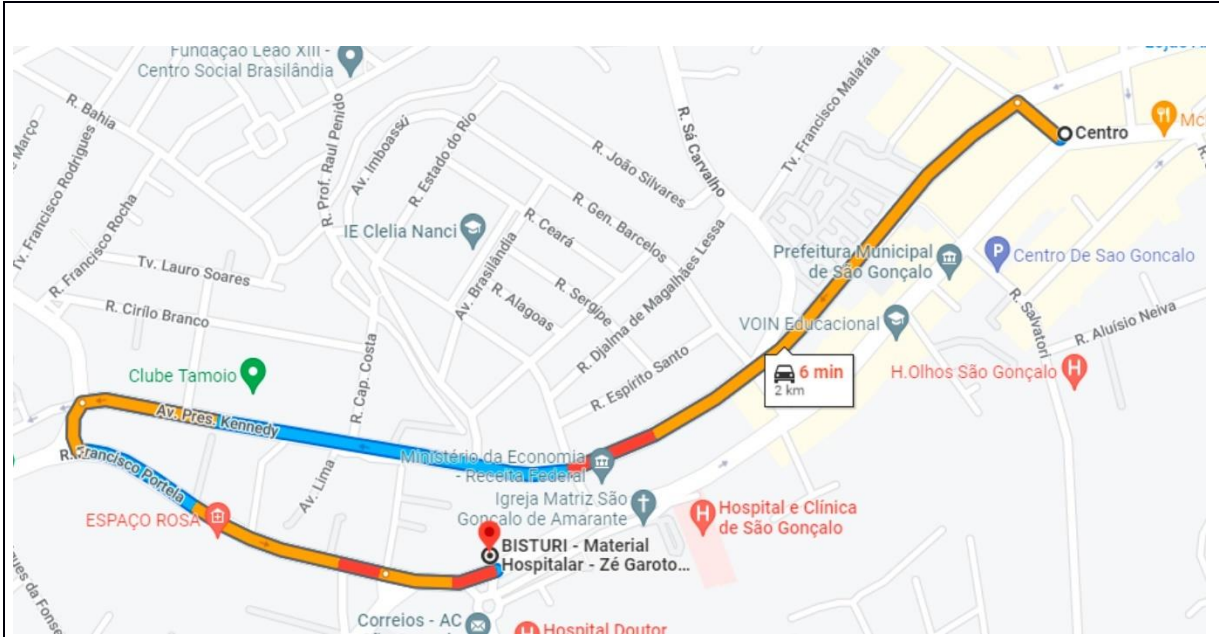 Fundação Leão XIII -
Centro Social Brasilândia
R. Bahia
Tv. Francisco Rodrigues
R. Francisco Rocha
R. Prof. Raul Penido
Av. Imboassú
R. Estado do Rio
R. João Silvares
R. Sá Carvalho
Tv. Francisco Malafáia
Centro
R. Gen. Barcelos
R. Ceará
IE Clelia Nanci
Av. Brasilândia
R. Sergipe
R. Alagoas
R. Djalma de Magalhães Lessa
Prefeitura Municipal
de São Gonçalo
P
Centro De Sao Goncalo
Tv. Lauro Soares
R. Cirílo Branco
R. Cap. Costa
VOIN Educacional
R. Salvatori
R. Aluísio Neiva
R. Espírito Santo
6 min
2 km
H.Olhos São Gonçalo
H
Clube Tamoio
Av. Pres. Kennedy
R. Francisco Portela
Av. Lima
Ministério da Economia
- Receita Federal
Igreja Matriz São
Gonçalo de Amarante
H
Hospital e Clínica
de São Gonçalo
ESPAÇO ROSA
BISTURI - Material
Hospitalar - Zé Garoto...
Correios - AC
H
Hospital Doutor